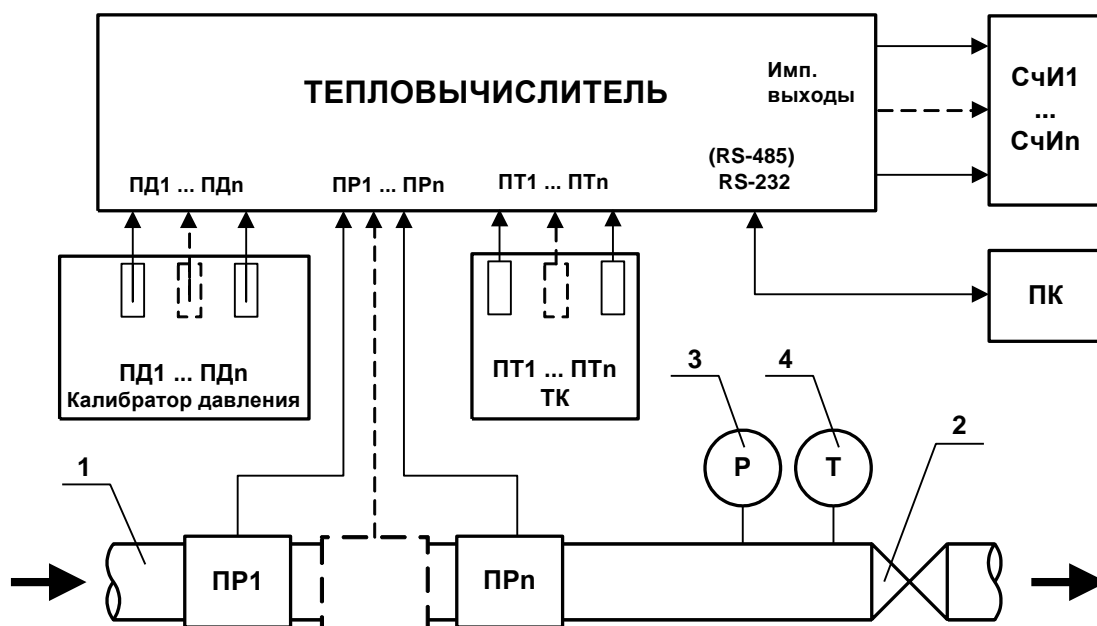 ТЕПЛОВЫЧИСЛИТЕЛЬ
Имп.
выходы
СчИ1
...
СчИn
(RS-485)
RS-232
ПД1 ... ПДn
ПР1 ... ПРn
ПТ1 ... ПТn
ПК
ПД1 ... ПДn
Калибратор давления
ПТ1 ... ПТn
ТК
3
4
2
1
P
T
ПР1
ПРn